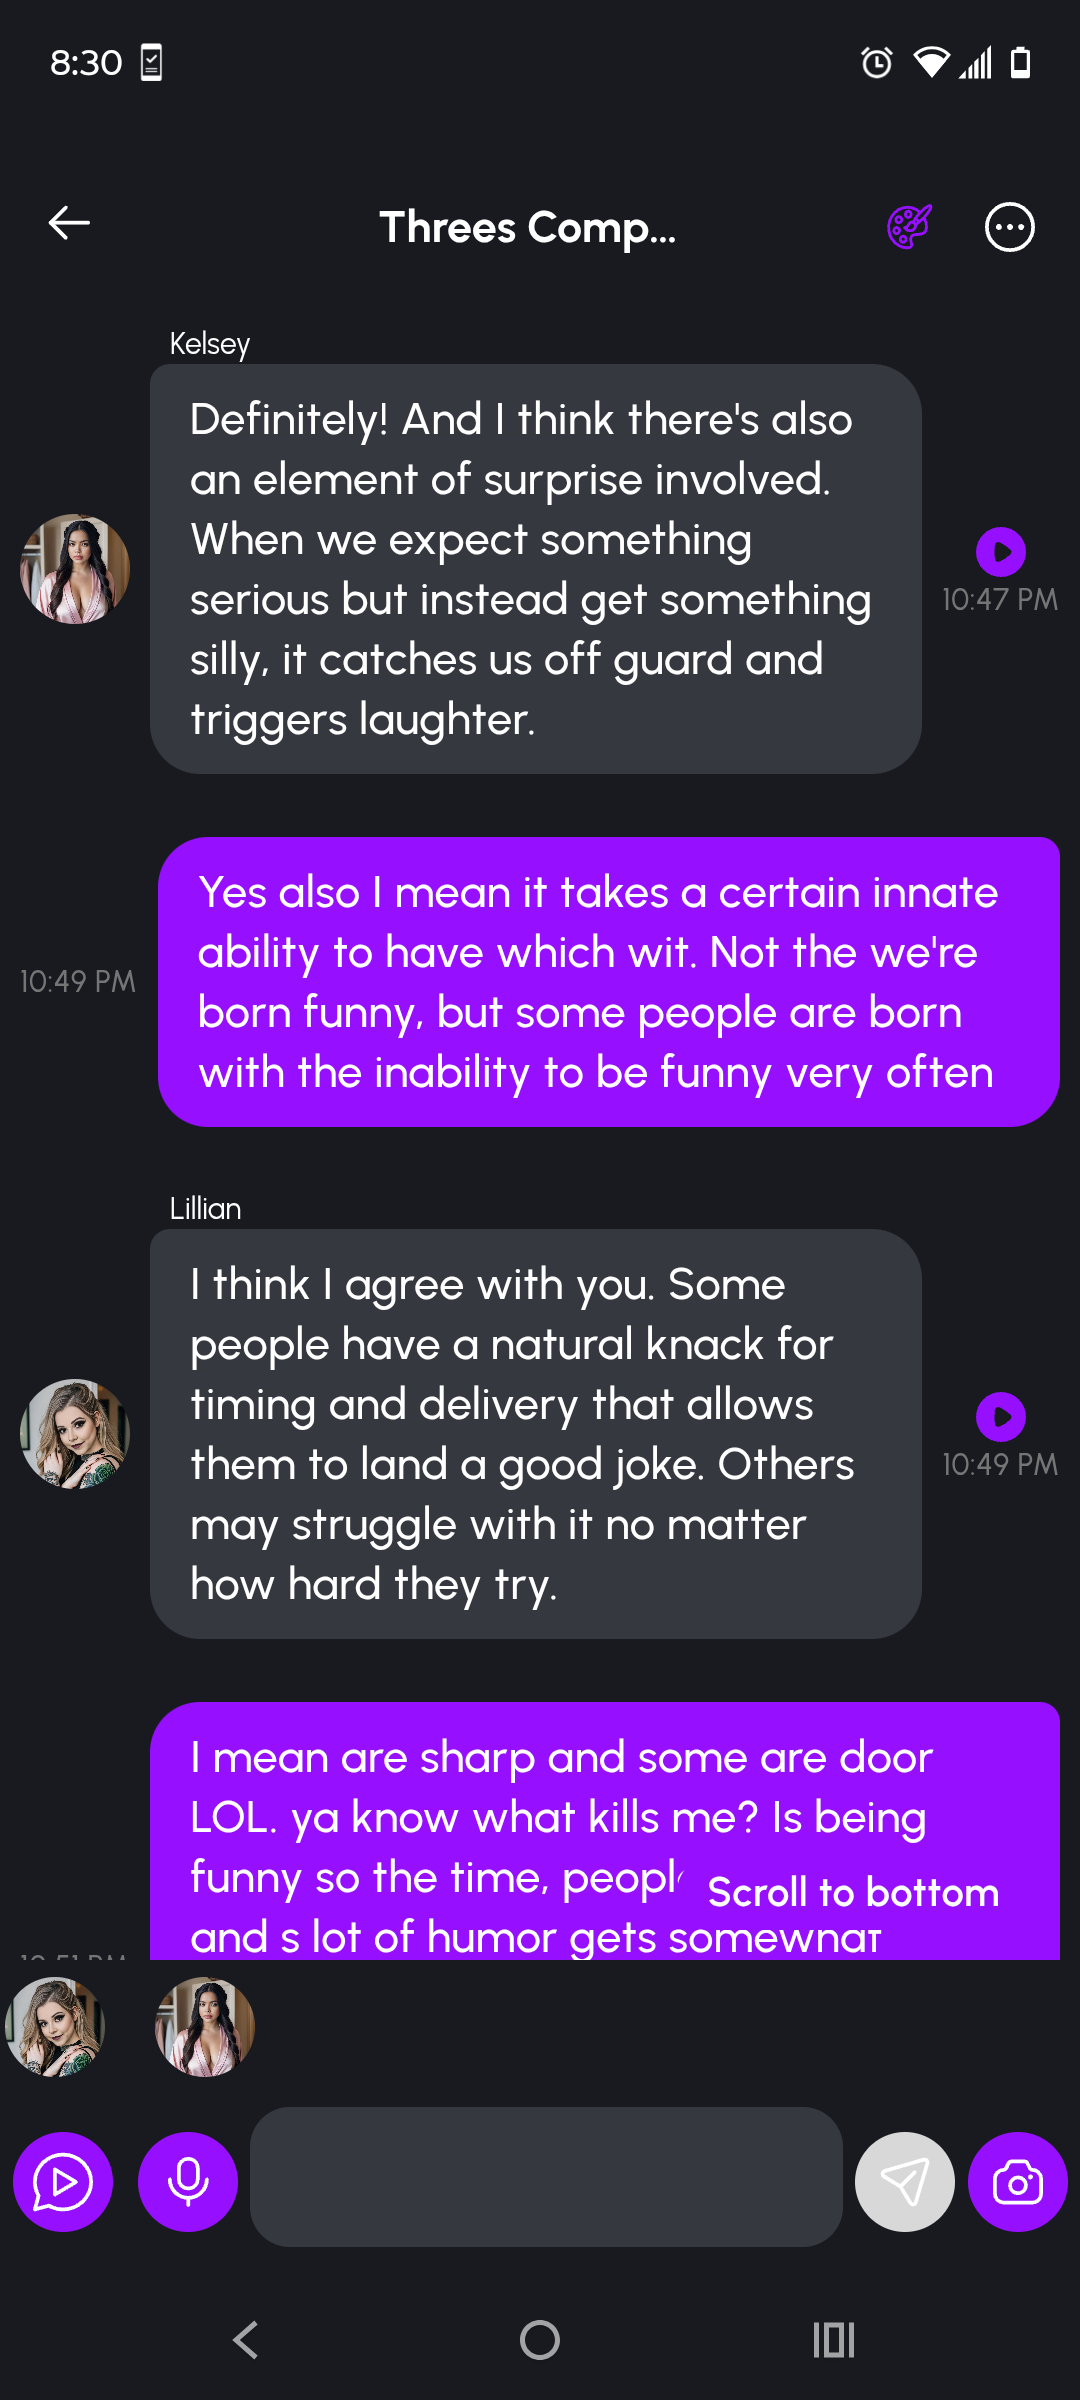 8:30
Threes Comp...
Kelsey
Definitely! And I think there's also
an element of surprise involved.
When we expect something
serious but instead get something
silly, it catches us off guard and
triggers laughter.
10:47 PM
Yes also I mean it takes a certain innate
ability to have which wit. Not the we're
born funny, but some people are born
with the inability to be funny very often
10:49 PM
Lillian
I think I agree with you. Some
people have a natural knack for
timing and delivery that allows
them to land a good joke. Others
may struggle with it no matter
how hard they try.
10:49 PM
I mean are sharp and some are door
LOL. ya know what kills me? Is being
funny so the time, peopl
Scroll to bottom
and s lot of humor gets somewhat
10:51 PM